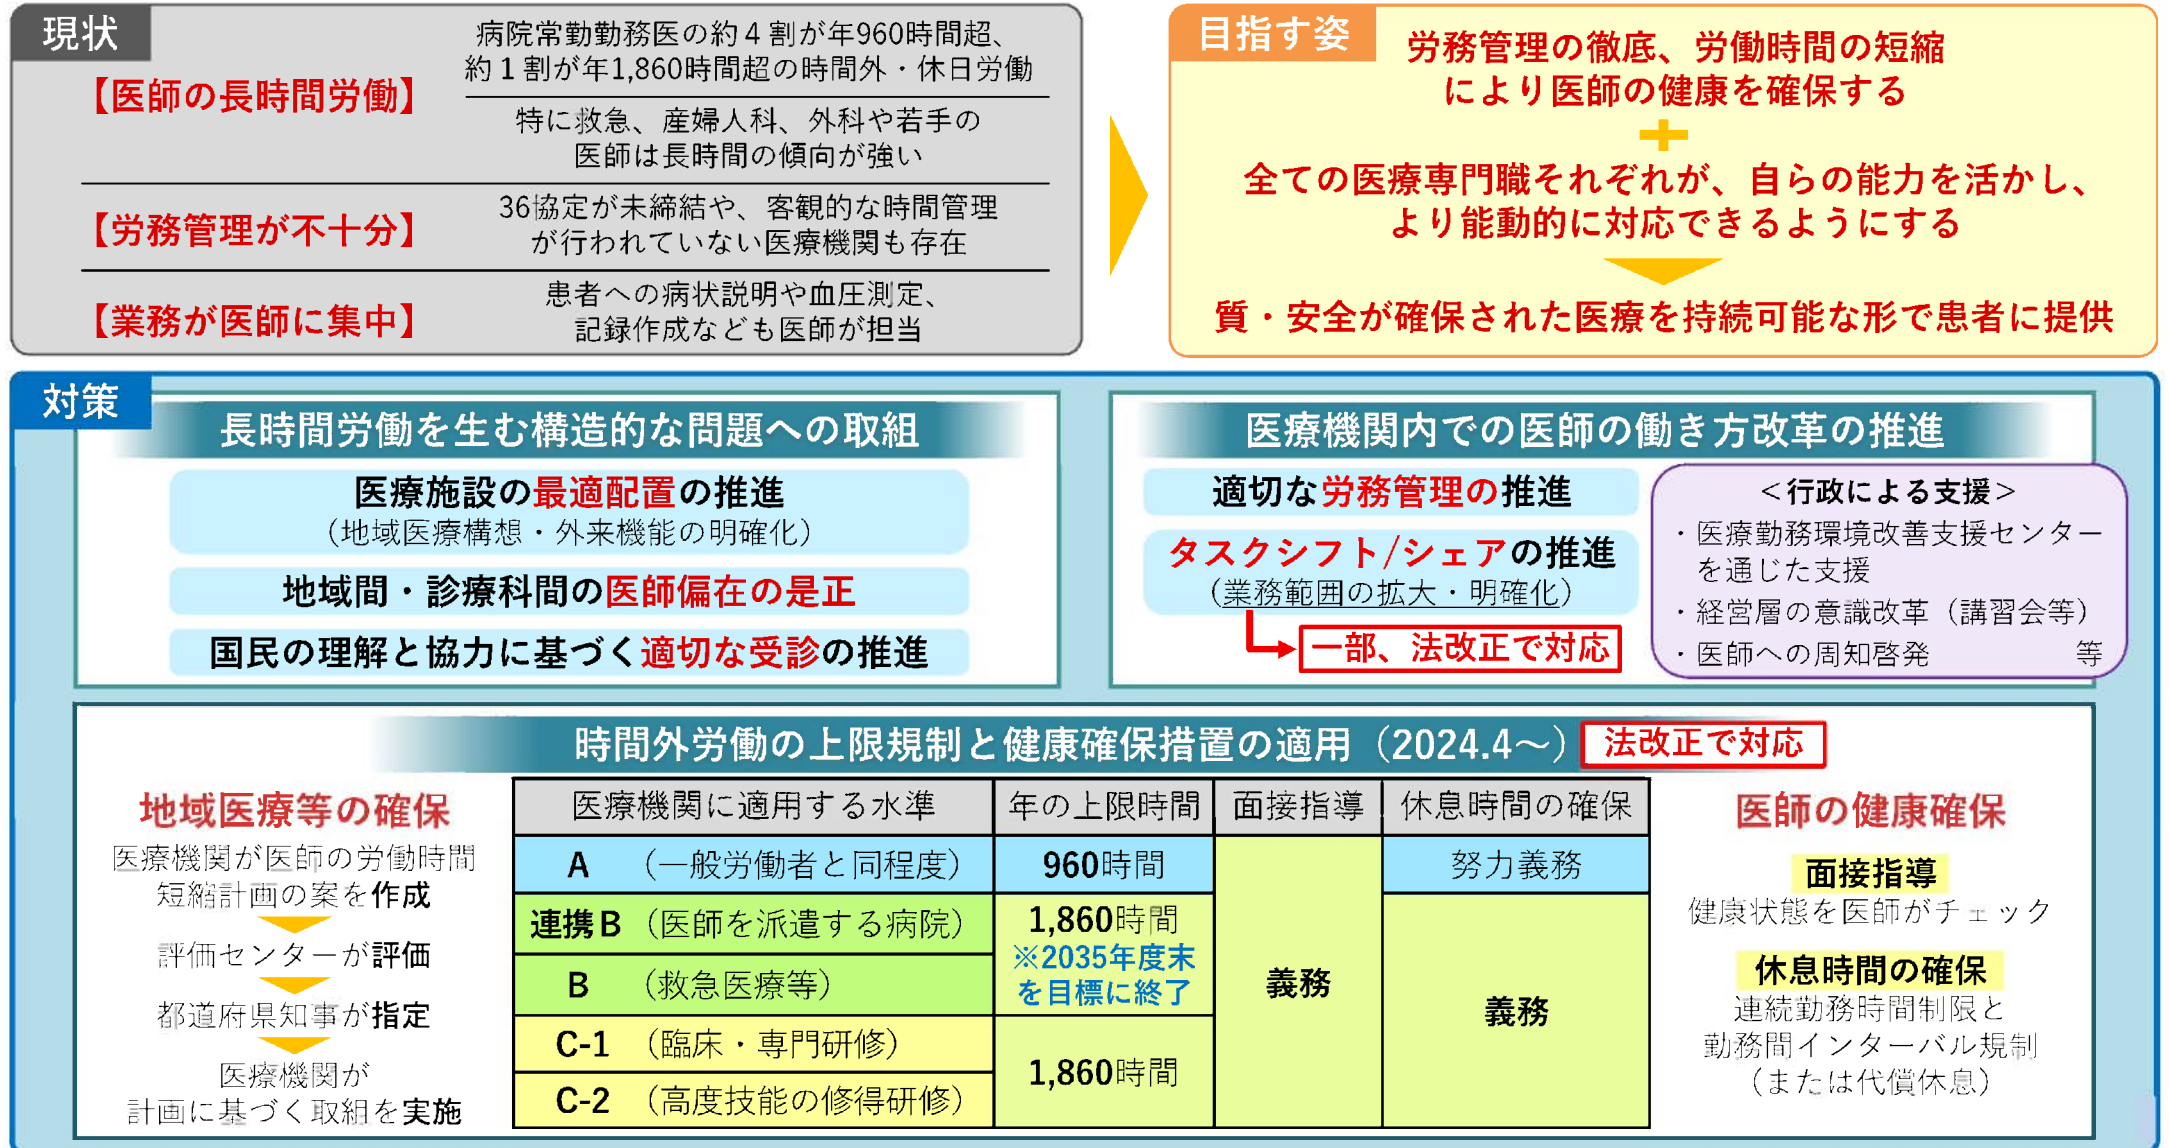 現状
【医師の長時間労働】
病院常勤勤務医の約4割が年960時間超、
約1割が年1,860時間超の時間外・休日労働
特に救急、産婦人科、外科や若手の
医師は長時間の傾向が強い
【労務管理が不十分】
36協定が未締結や、客観的な時間管理
が行われていない医療機関も存在
【業務が医師に集中】
患者への病状説明や血圧測定、
記録作成なども医師が担当
目指す姿
労務管理の徹底、労働時間の短縮
により医師の健康を確保する
+
全ての医療専門職それぞれが、自らの能力を活かし、
より能動的に対応できるようにする
質・安全が確保された医療を持続可能な形で患者に提供
対策
長時間労働を生む構造的な問題への取組
医療施設の最適配置の推進
(地域医療構想・外来機能の明確化)
地域間・診療科間の医師偏在の是正
国民の理解と協力に基づく適切な受診の推進
医療機関内での医師の働き方改革の推進
適切な労務管理の推進
タスクシフト/シェアの推進
(業務範囲の拡大・明確化)
一部、法改正で対応
<行政による支援>
・医療勤務環境改善支援センター
を通じた支援
・経営層の意識改革(講習会等)
・医師への周知啓発 等
時間外労働の上限規制と健康確保措置の適用(2024.4~) 法改正で対応
地域医療等の確保
医療機関が医師の労働時間
短縮計画の案を作成
評価センターが評価
都道府県知事が指定
医療機関が
計画に基づく取組を実施
医療機関に適用する水準 年の上限時間 面接指導 休息時間の確保
A (一般労働者と同程度) 960時間 努力義務
連携B (医師を派遣する病院) 1,860時間
※2035年度末
を目標に終了
B (救急医療等)
義務
義務
C-1 (臨床・専門研修)
1,860時間
C-2 (高度技能の修得研修)
医師の健康確保
面接指導
健康状態を医師がチェック
休息時間の確保
連続勤務時間制限と
勤務間インターバル規制
(または代償休息)